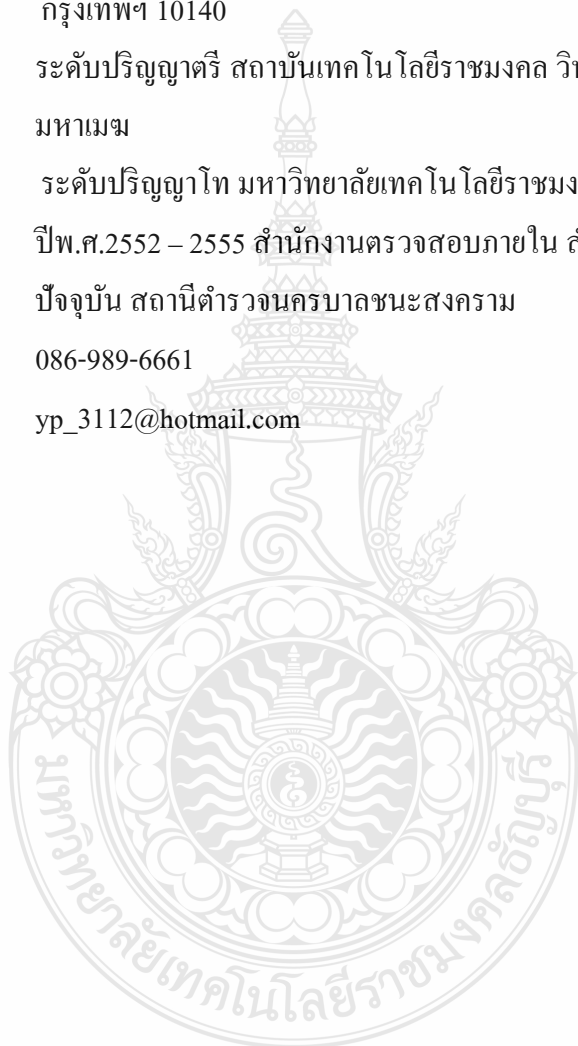 กรุงเทพฯ 10140
ระดับปริญญาตรี สถาบันเทคโนโลยีราชมงคล
มหาเมฆ
ระดับปริญญาโท มหาวิทยาลัยเทคโนโลยีราชมง
ปีพ.ศ.2552 – 2555 สำนักงานตรวจสอบภายใน
ปัจจุบัน สถานีตำรวจนครบาลชนะสงคราม
086-989-6661
yp_3112@hotmail.com
มหาวิทยาลัยเทคโนโลยีราชมงคลธัญบุรี